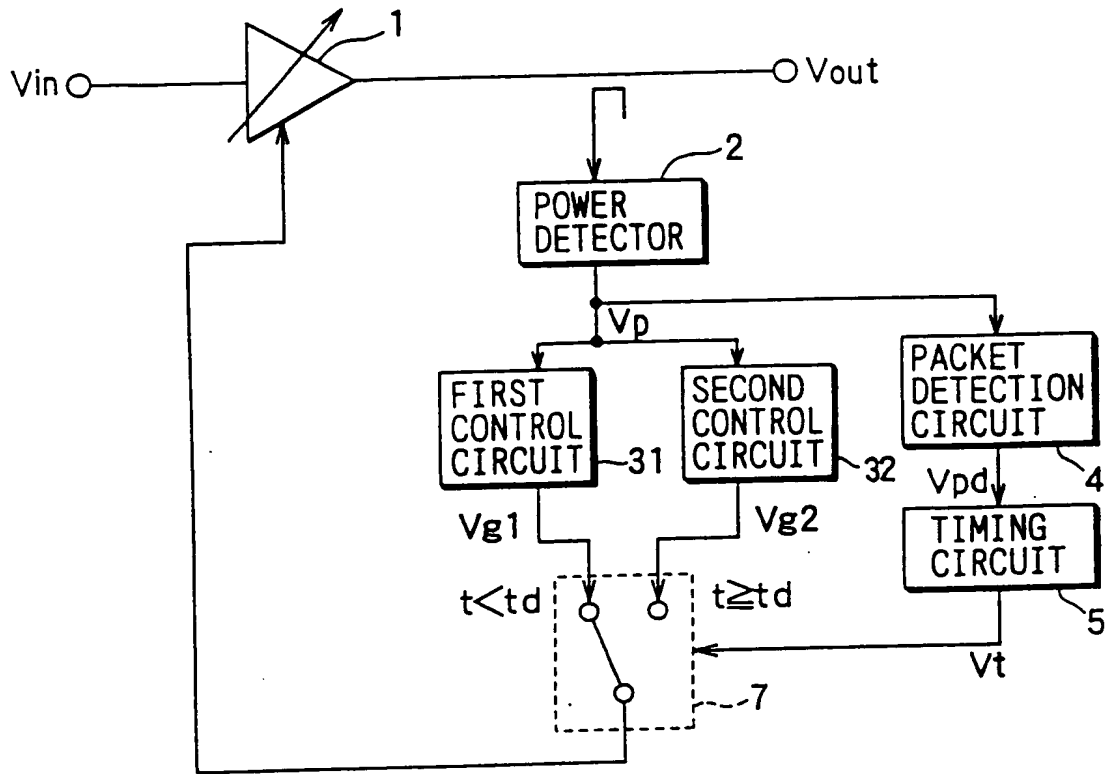 1
Vin
Vout
2
POWER
DETECTOR
Vp
FIRST
CONTROL
CIRCUIT
31
SECOND
CONTROL
CIRCUIT
32
PACKET
DETECTION
CIRCUIT
4
Vpd
Vg1
Vg2
TIMING
CIRCUIT
5
t<td
t≧td
Vt
7